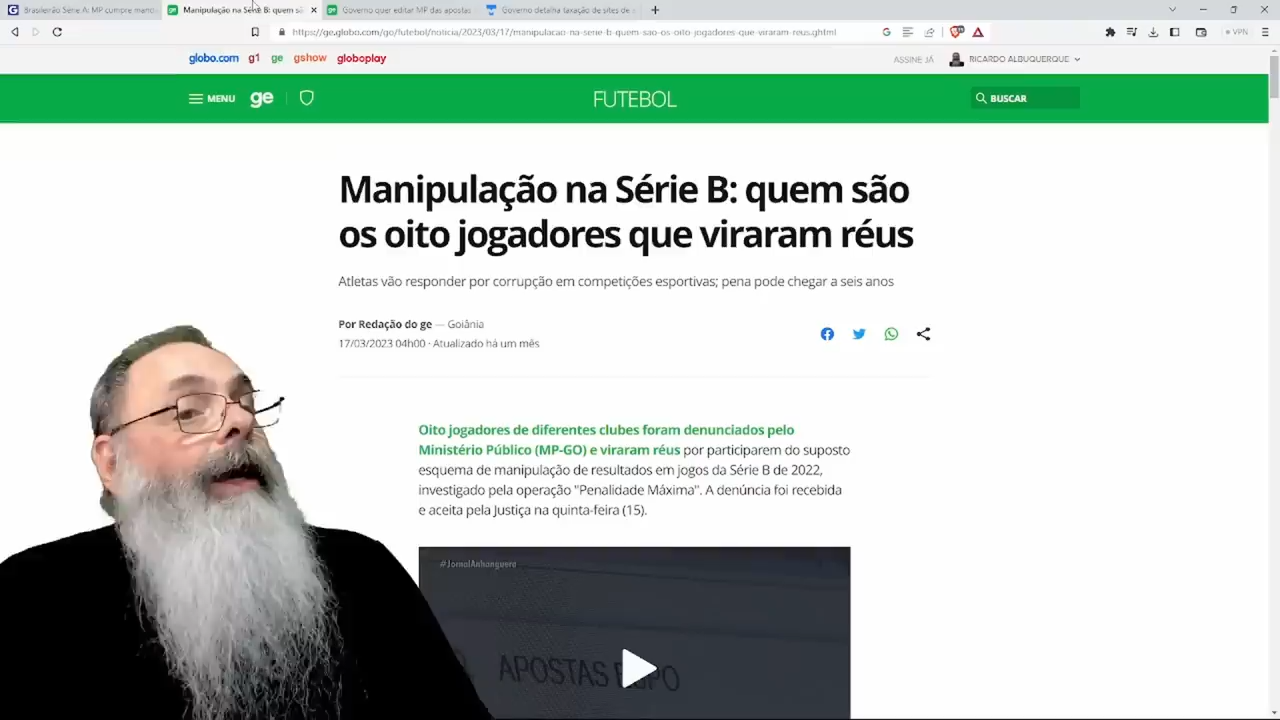 Brasileirão Série A: MP cumpre mand
Manipulação na Série B: quem sã
Governo quer editar MP das apostas
Governo detalha taxação de sites de
https://ge.globo.com/go/futebol/noticia/2023/03/17/manipulacao-na-serie-b-quem-sao-os-oito-jogadores-que-viraram-reus.ghtml
VPN
globo.com g1 ge gshow globoplay
ASSINE JÁ
RICARDO ALBUQUERQUE
MENU
ge
FUTEBOL
BUSCAR
Manipulação na Série B: quem são
os oito jogadores que viraram réus
Atletas vão responder por corrupção em competições esportivas; pena pode chegar a seis anos
Por Redação do ge — Goiânia
17/03/2023 04h00 · Atualizado há um mês
Oito jogadores de diferentes clubes foram denunciados pelo
Ministério Público (MP-GO) e viraram réus por participarem do suposto
esquema de manipulação de resultados em jogos da Série B de 2022,
investigado pela operação "Penalidade Máxima". A denúncia foi recebida
e aceita pela Justiça na quinta-feira (15).
#JornalAnhanguera
APOSTAS